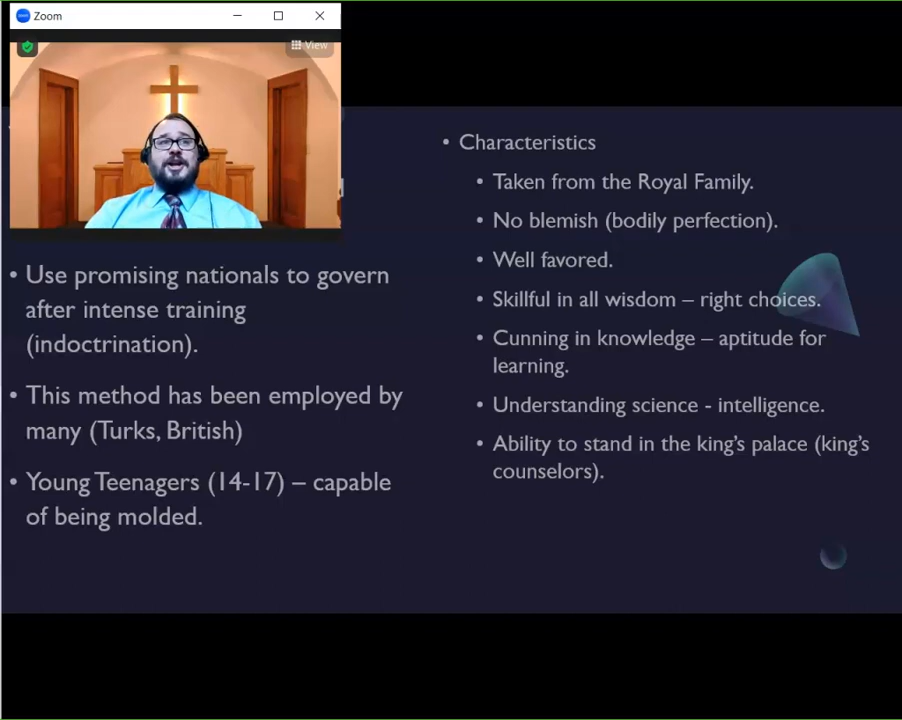 Zoom
View
• Use promising nationals to govern
after intense training
(indoctrination).
• This method has been employed by
many (Turks, British)
• Young Teenagers (14-17) – capable
of being molded.
• Characteristics
• Taken from the Royal Family.
• No blemish (bodily perfection).
• Well favored.
• Skillful in all wisdom – right choices.
• Cunning in knowledge – aptitude for
learning.
• Understanding science - intelligence.
• Ability to stand in the king's palace (king's
counselors).